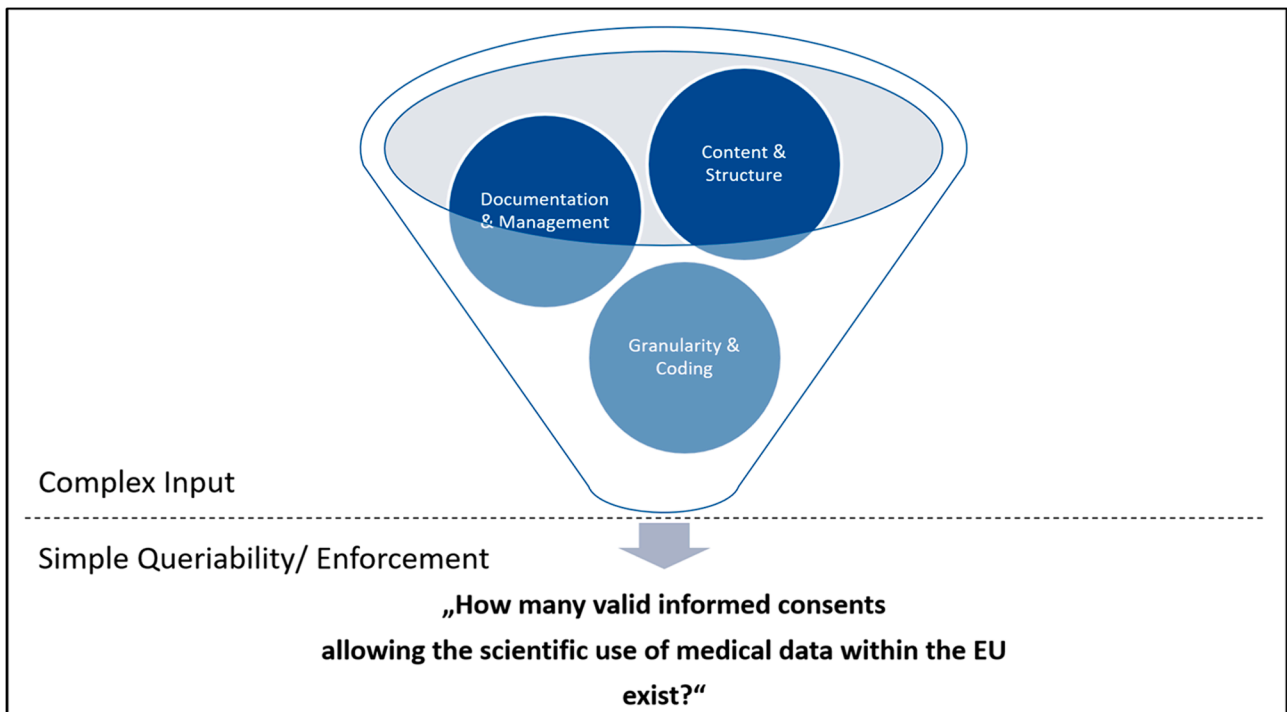 Content &
Structure
Documentation
& Management
Granularity &
Coding
Complex Input
Simple Queriability/ Enforcement
„How many valid informed consents
allowing the scientific use of medical data within the EU
exist?“